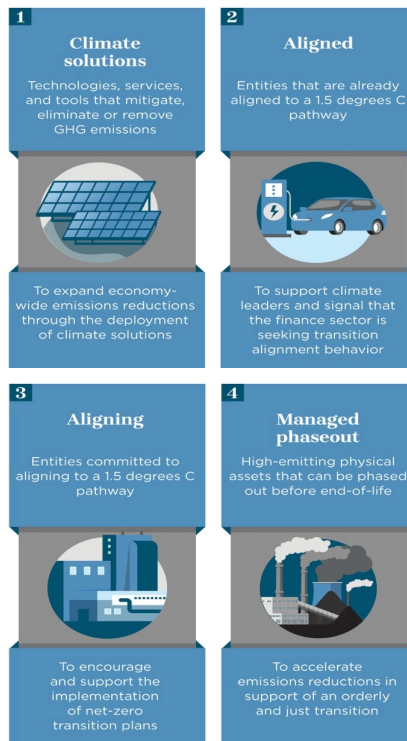 1
Climate
solutions
Technologies, services,
and tools that mitigate,
eliminate or remove
GHG emissions
To expand economy-
wide emissions reductions
through the deployment
of climate solutions
2
Aligned
Entities that are already
aligned to a 1.5 degrees C
pathway
To support climate
leaders and signal that
the finance sector is
seeking transition
alignment behavior
3
Aligning
Entities committed to
aligning to a 1.5 degrees C
pathway
To encourage
and support the
implementation
of net-zero
transition plans
4
Managed
phaseout
High-emitting physical
assets that can be phased
out before end-of-life
To accelerate
emissions reductions in
support of an orderly
and just transition